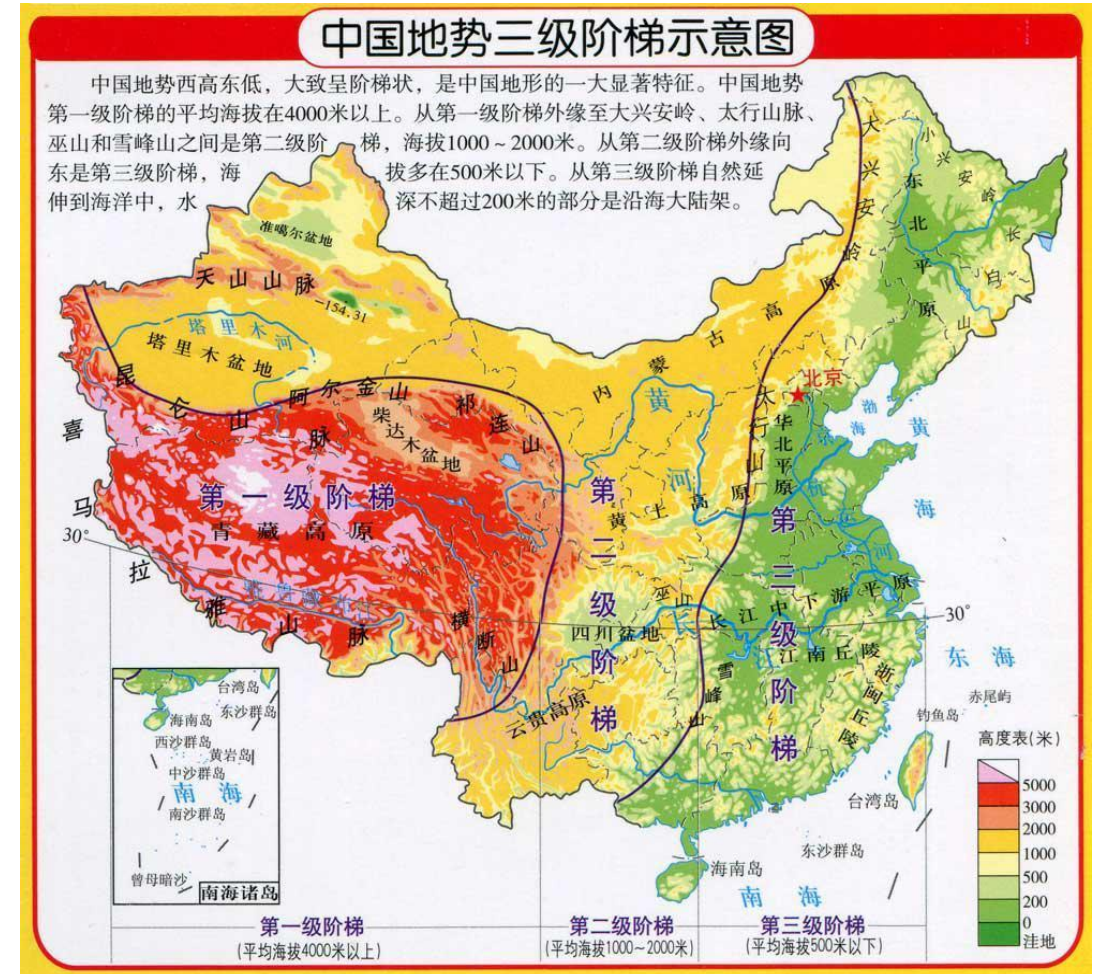 中国地势三级阶梯示意图
中国地势西高东低，大致呈阶梯状，是中国地形的一大显著特征。中国地势
第一级阶梯的平均海拔在4000米以上。从第一级阶梯外缘至大兴安岭、太行山脉、
巫山和雪峰山之间是第二级阶 梯，海拔1000～2000米。从第二级阶梯外缘向
东是第三级阶梯，海 拔多在500米以下。从第三级阶梯自然延
伸到海洋中，水 深不超过200米的部分是沿海大陆架。
大兴安岭
小兴安岭
东北平原
长白山
准噶尔盆地
天山山脉
-154.31
塔里木河
塔里木盆地
内蒙古高原
北京
昆仑山脉
阿尔金山
祁连山
柴达木盆地
黄河
太行山
华北平原
渤海
黄海
京杭运河
喜马拉雅山脉
第一级阶梯
青藏高原
第二级阶梯
黄土高原
第三级阶梯
30°
30°
雅鲁藏布江
横断山
巫山
四川盆地
长江
长江中下游平原
江南丘陵
浙闽丘陵
雪峰山
云贵高原
东海
赤尾屿
钓鱼岛
台湾岛
东沙群岛
海南岛
南海
台湾岛
海南岛
东沙群岛
西沙群岛
黄岩岛
中沙群岛
南海
南沙群岛
曾母暗沙
南海诸岛
高度表(米)
5000
3000
2000
1000
500
200
0
洼地
第一级阶梯
(平均海拔4000米以上)
第二级阶梯
(平均海拔1000～2000米)
第三级阶梯
(平均海拔500米以下)